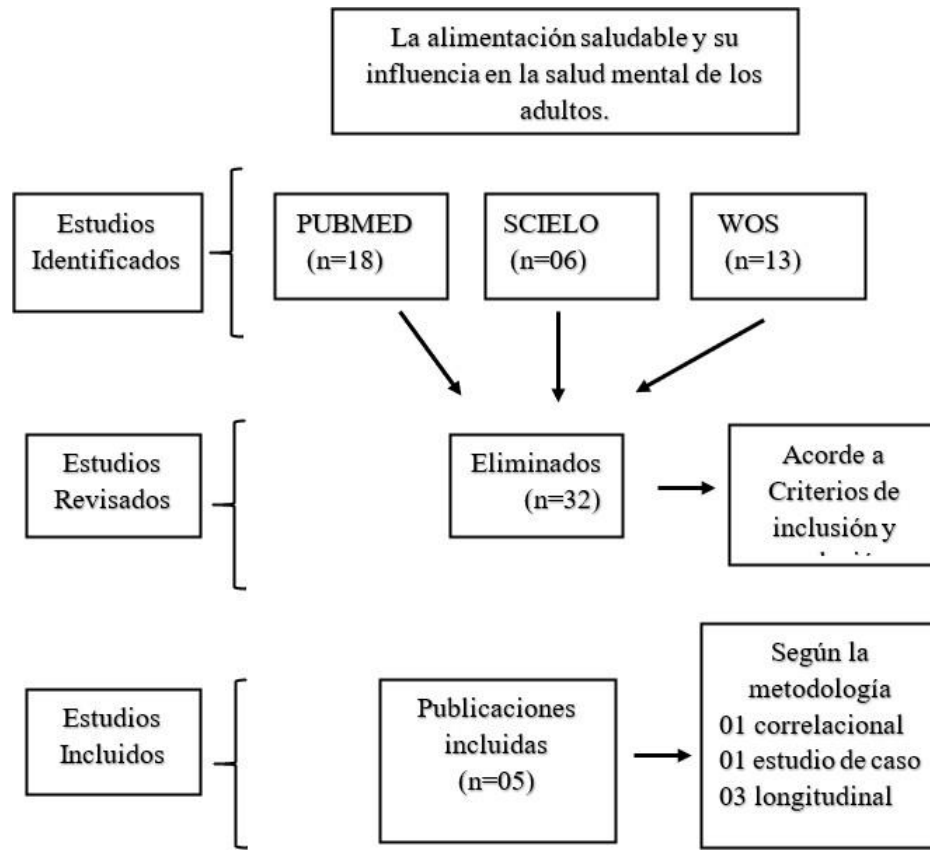 La alimentación saludable y su
influencia en la salud mental de los
adultos.
Estudios
Identificados
PUBMED
(n=18)
SCIELO
(n=06)
WOS
(n=13)
Estudios
Revisados
Eliminados
(n=32)
Acorde a
Criterios de
inclusión y
Estudios
Incluidos
Publicaciones
incluidas
(n=05)
Según la
metodología
01 correlacional
01 estudio de caso
03 longitudinal